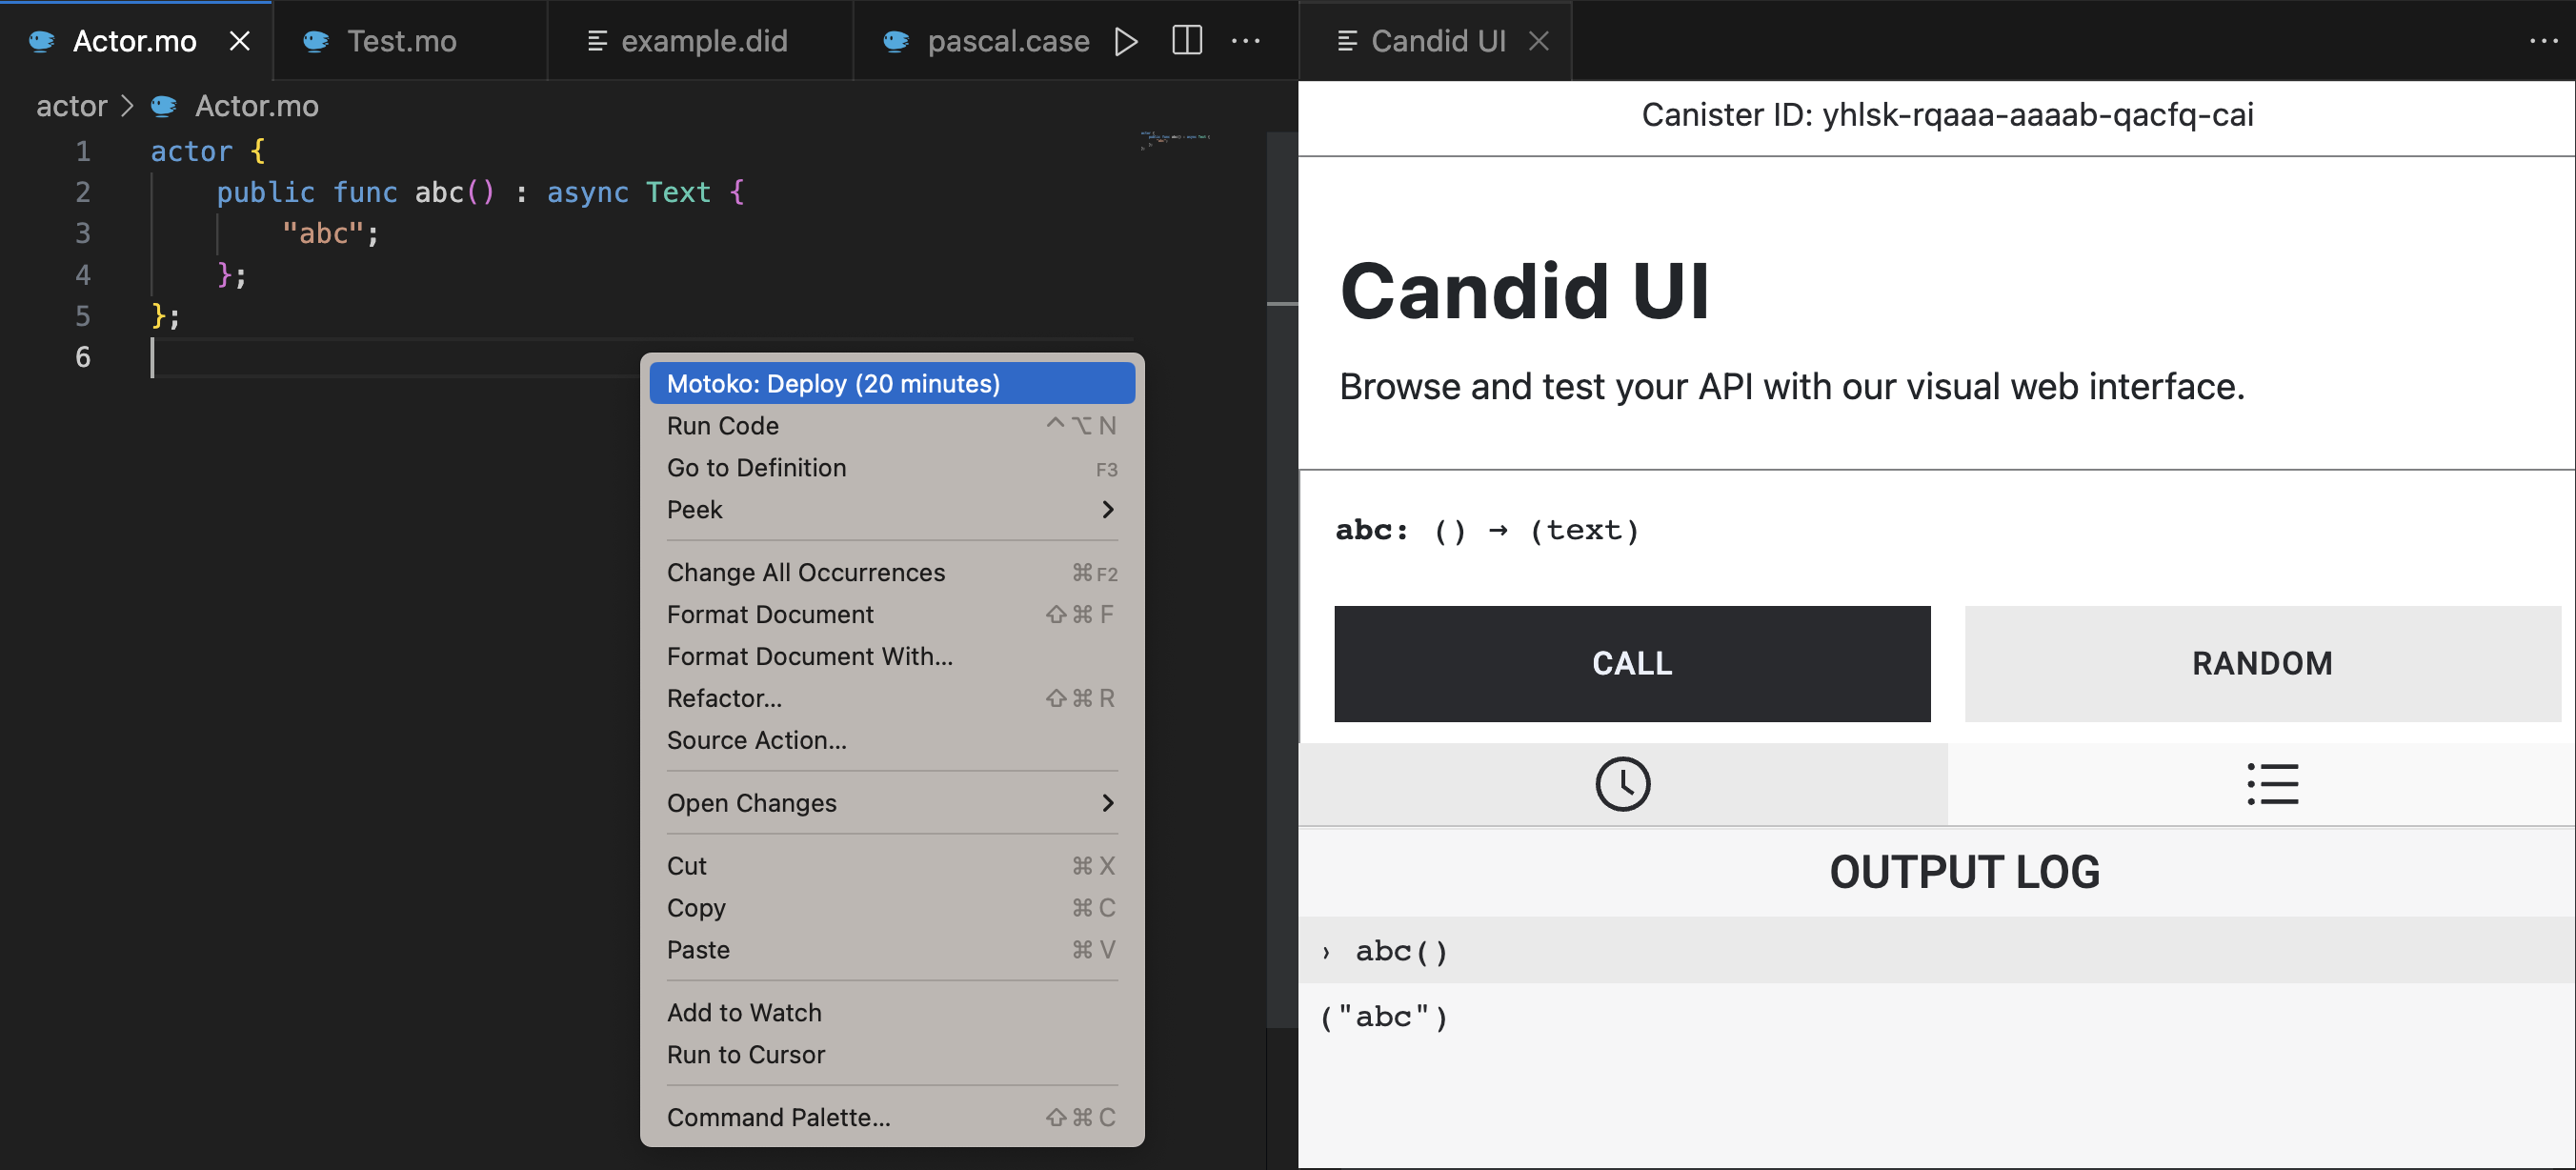 Actor.mo
Test.mo
example.did
pascal.case
Candid UI
actor > Actor.mo
1 actor {
2 public func abc() : async Text {
3 "abc";
4 };
5 };
6
Motoko: Deploy (20 minutes)
Run Code ^⌥N
Go to Definition F3
Peek
Change All Occurrences ⌘F2
Format Document ⇧⌘F
Format Document With...
Refactor... ⇧⌘R
Source Action...
Open Changes
Cut ⌘X
Copy ⌘C
Paste ⌘V
Add to Watch
Run to Cursor
Command Palette... ⇧⌘C
Canister ID: yhlsk-rqaaa-aaaab-qacfq-cai
Candid UI
Browse and test your API with our visual web interface.
abc: () → (text)
CALL
RANDOM
OUTPUT LOG
› abc()
("abc")